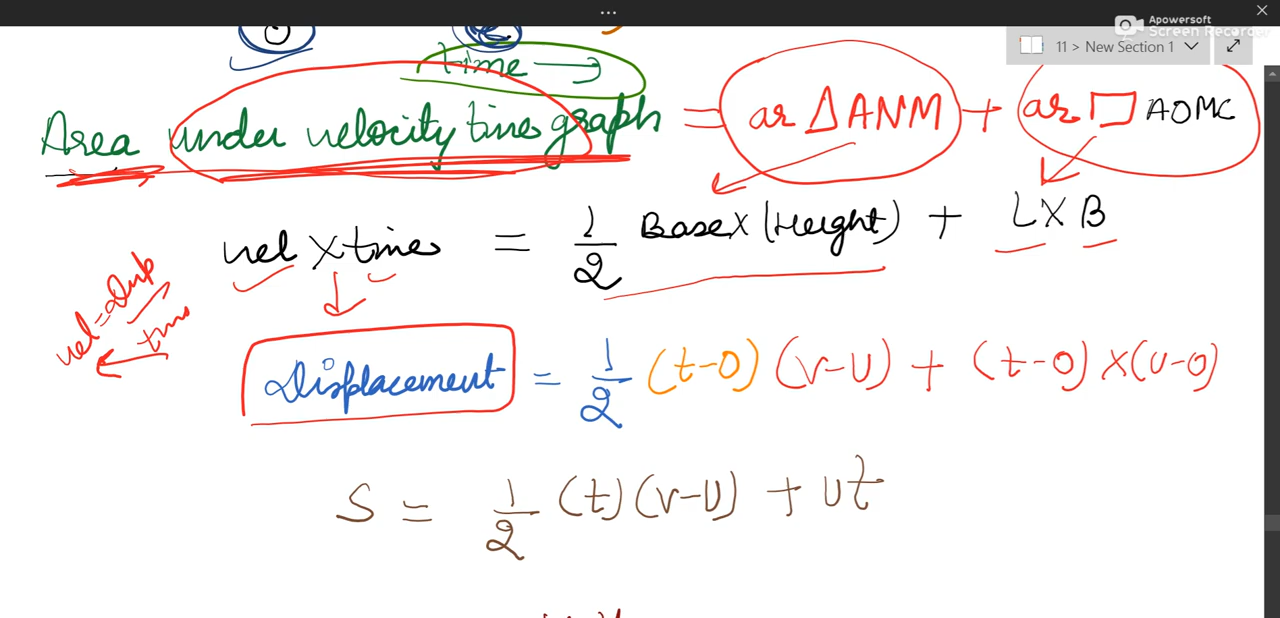 Apowersoft
Screen Recorder
11 > New Section 1
time →
Area under velocity time graph = ar △ANM + ar ▭ AOMC
vel × time = 1/2 Base × (Height) + L × B
vel = Disp / time
Displacement = 1/2 (t-0) (v-u) + (t-0) × (u-0)
S = 1/2 (t) (v-u) + ut